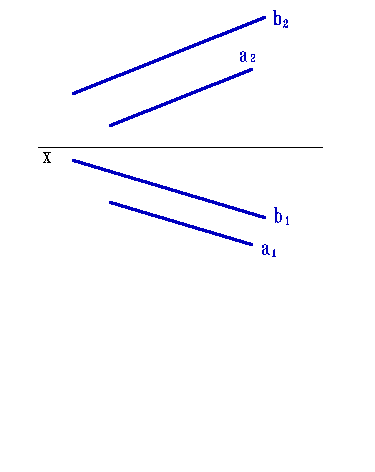 b₂
a₂
x
b₁
a₁